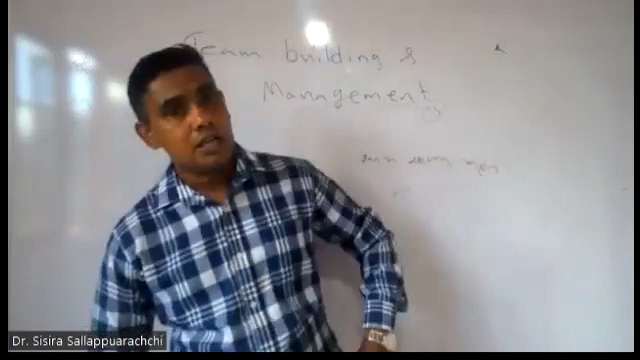 Team building &
Management
Dr. Sisira Sallappuarachchi